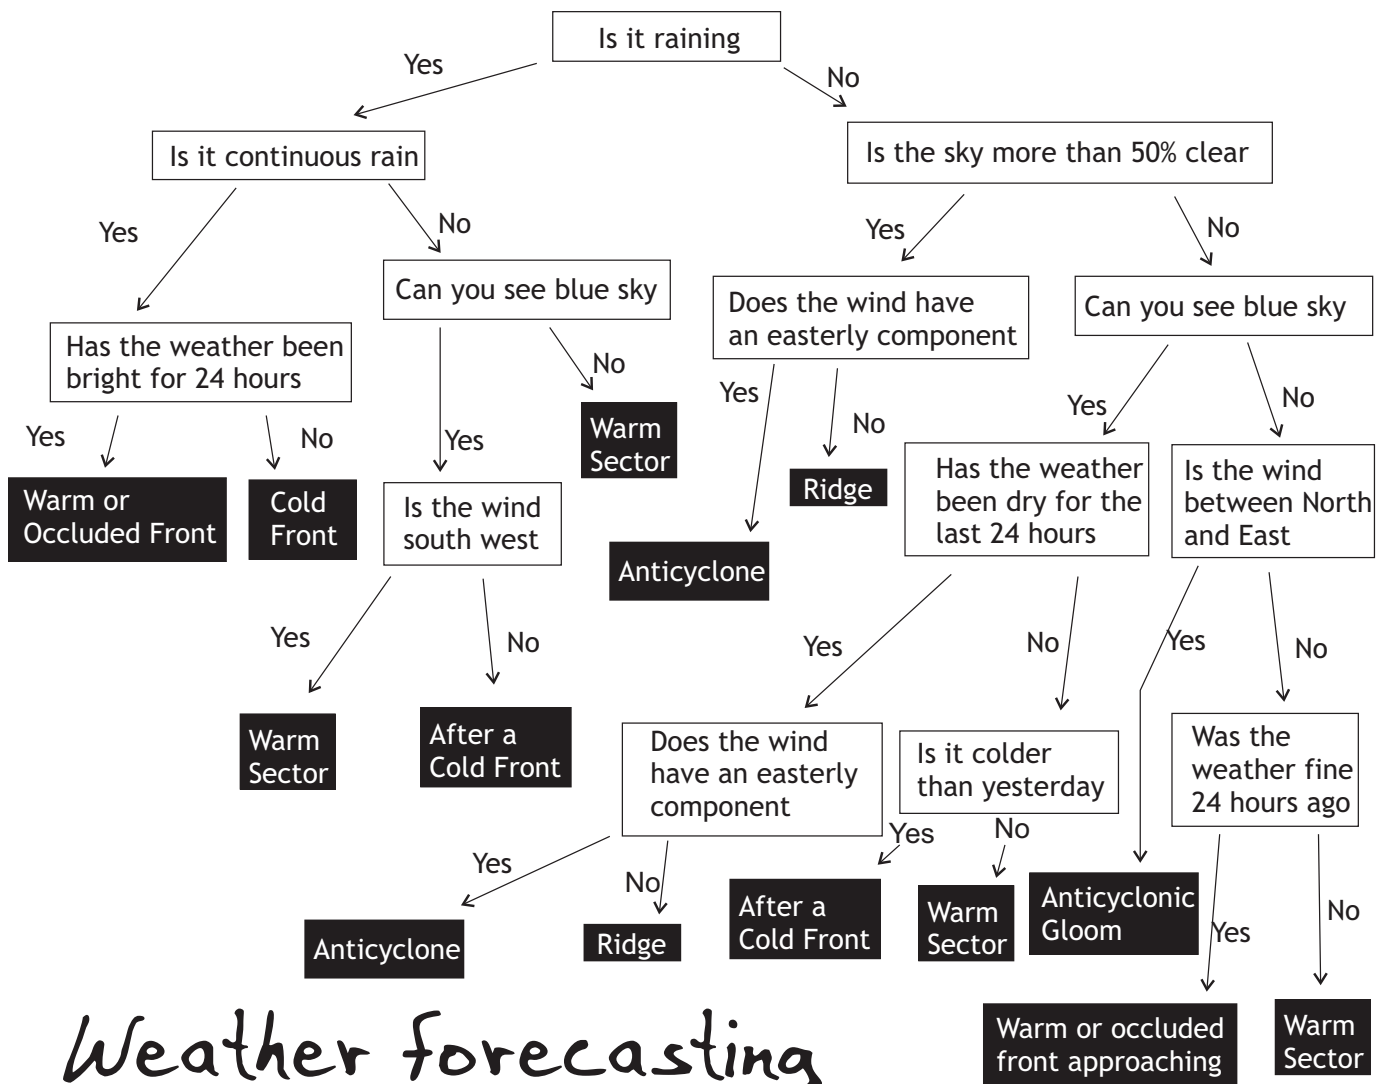 Is it raining
Yes
No
Is it continuous rain
Is the sky more than 50% clear
Yes
No
Yes
No
Can you see blue sky
Does the wind have
an easterly component
Can you see blue sky
Has the weather been
bright for 24 hours
Yes
No
Yes
No
Yes
No
Yes
No
Warm
Sector
Warm or
Occluded Front
Cold
Front
Is the wind
south west
Ridge
Has the weather
been dry for the
last 24 hours
Is the wind
between North
and East
Anticyclone
Yes
No
Yes
No
Yes
No
Warm
Sector
After a
Cold Front
Does the wind
have an easterly
component
Is it colder
than yesterday
Was the
weather fine
24 hours ago
Yes
No
Yes
No
Yes
No
Anticyclone
Ridge
After a
Cold Front
Warm
Sector
Anticyclonic
Gloom
Warm or occluded
front approaching
Warm
Sector
Weather forecasting